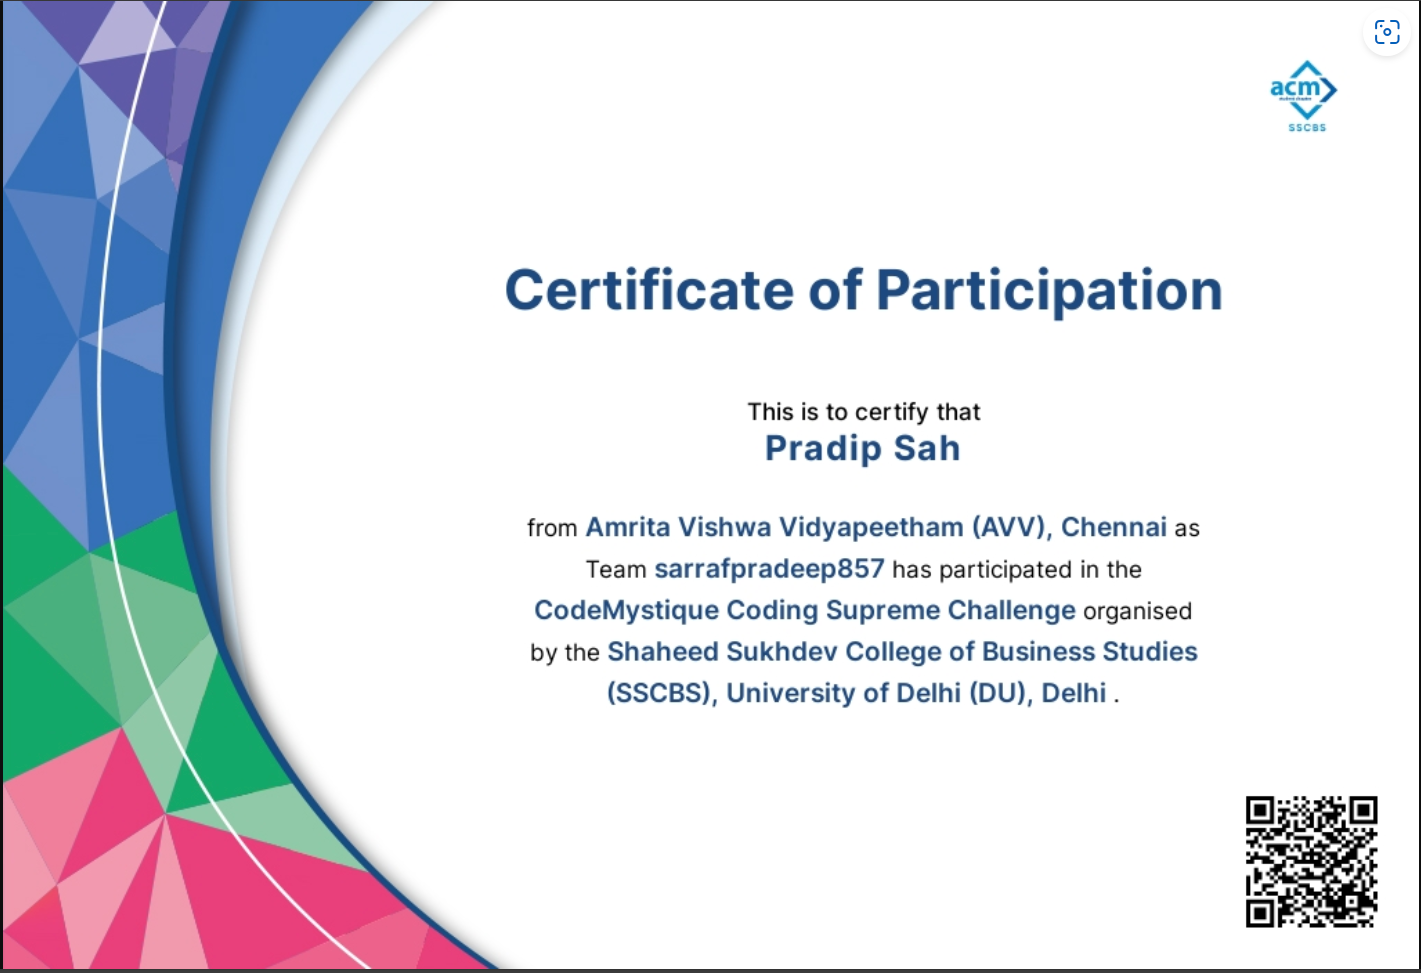 acm
SSCBS
Certificate of Participation
This is to certify that
Pradip Sah
from Amrita Vishwa Vidyapeetham (AVV), Chennai as
Team sarrafpradeep857 has participated in the
CodeMystique Coding Supreme Challenge organised
by the Shaheed Sukhdev College of Business Studies
(SSCBS), University of Delhi (DU), Delhi .